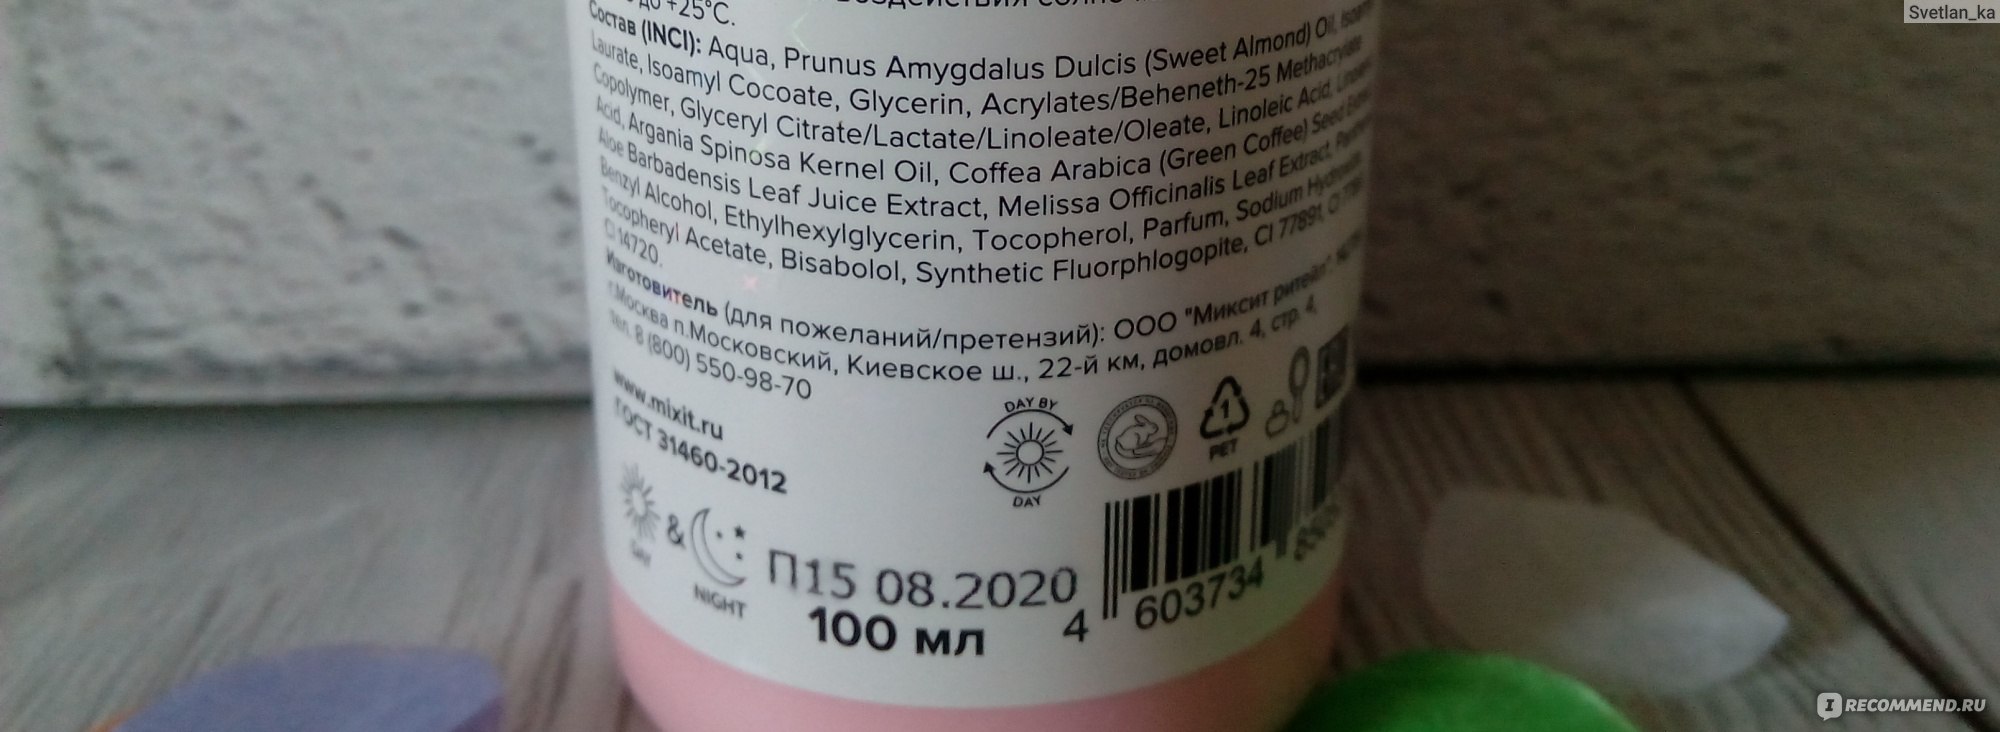 Svetlan_ka
до +25°C.
Состав (INCI): Aqua, Prunus Amygdalus Dulcis (Sweet Almond) Oil,
Laurate, Isoamyl Cocoate, Glycerin, Acrylates/Beheneth-25 Methacrylate
Copolymer, Glyceryl Citrate/Lactate/Linoleate/Oleate, Linoleic Acid,
Acid, Argania Spinosa Kernel Oil, Coffea Arabica (Green Coffee) Seed
Aloe Barbadensis Leaf Juice Extract, Melissa Officinalis Leaf Extract,
Benzyl Alcohol, Ethylhexylglycerin, Tocopherol, Parfum, Sodium
Tocopheryl Acetate, Bisabolol, Synthetic Fluorphlogopite, CI 77891,
CI 14720.
Изготовитель (для пожеланий/претензий): ООО "Миксит ритейл"
г.Москва п.Московский, Киевское ш., 22-й км, домовл. 4, стр. 4,
тел. 8 (800) 550-98-70
www.mixit.ru
ГОСТ 31460-2012
DAY BY
DAY
1
PET
DAY
&
NIGHT
П15 08.2020
100 мл
4 603734
RECOMMEND.RU